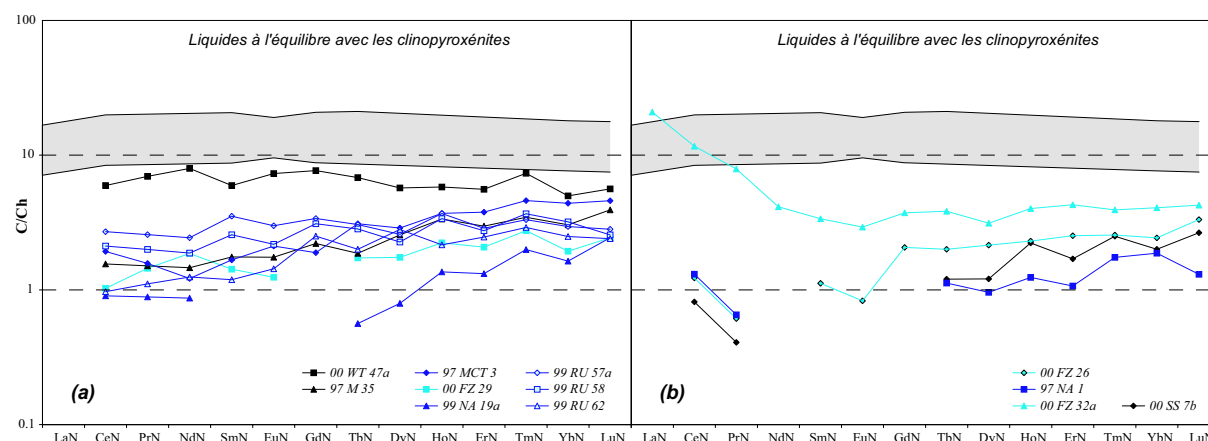 100
10
1
0.1
C/Ch
Liquides à l'équilibre avec les clinopyroxénites
(a)
00 WT 47a
97 MCT 3
99 RU 57a
97 M 35
00 FZ 29
99 RU 58
99 NA 19a
99 RU 62
LaN CeN PrN NdN SmN EuN GdN TbN DyN HoN ErN TmN YbN LuN
Liquides à l'équilibre avec les clinopyroxénites
(b)
00 FZ 26
97 NA 1
00 FZ 32a
00 SS 7b
LaN CeN PrN NdN SmN EuN GdN TbN DyN HoN ErN TmN YbN LuN